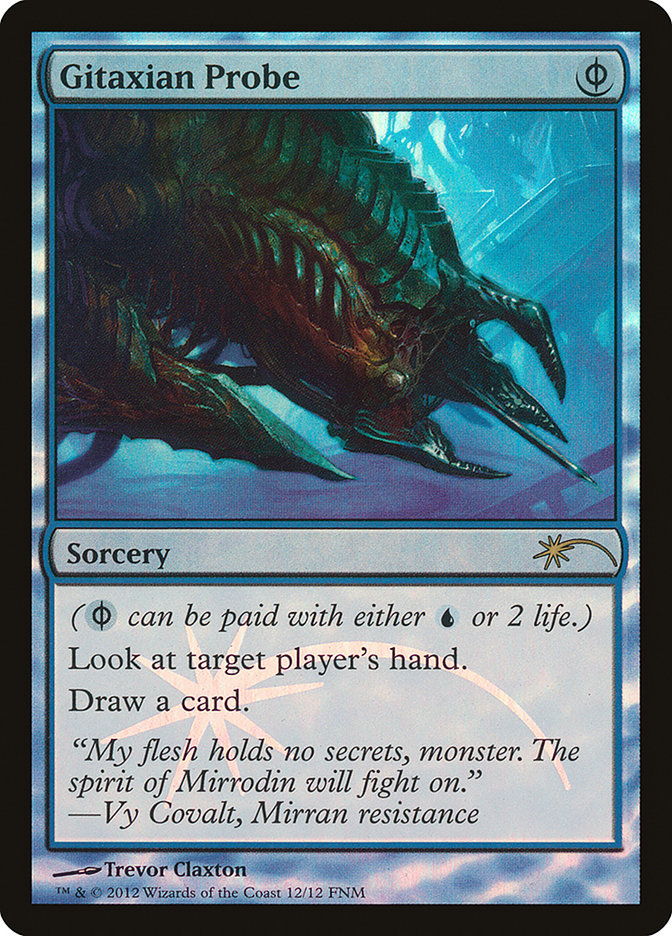 Gitaxian Probe
Sorcery
( can be paid with either or 2 life.)
Look at target player's hand.
Draw a card.
“My flesh holds no secrets, monster. The
spirit of Mirrodin will fight on.”
—Vy Covalt, Mirran resistance
Trevor Claxton
™ & © 2012 Wizards of the Coast 12/12 FNM